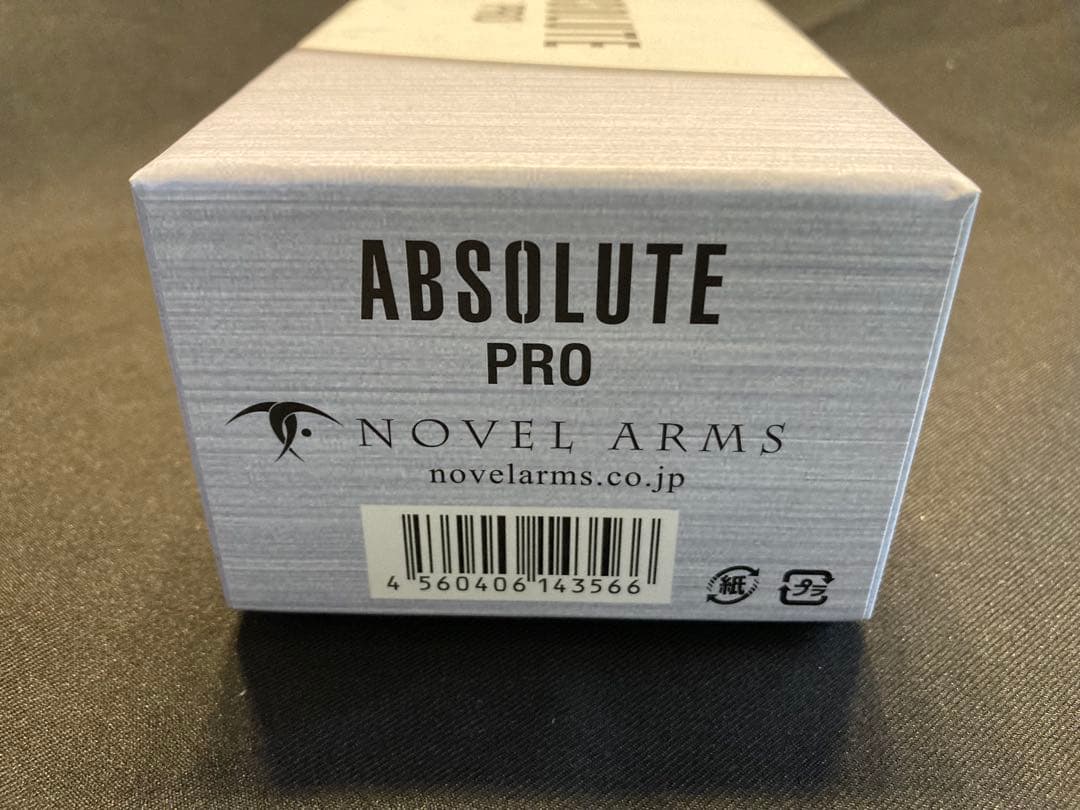 ABSOLUTE
PRO
NOVEL ARMS
novelarms.co.jp
4 560406 143566
紙
プラ